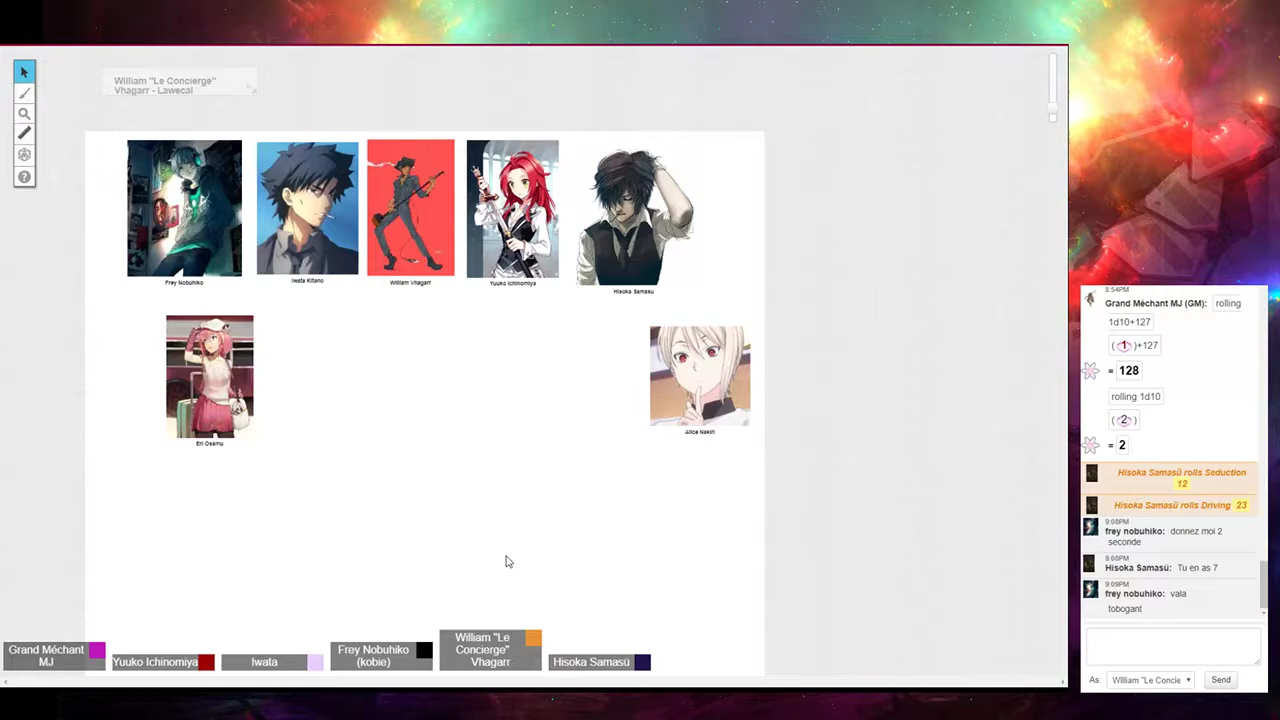 William "Le Concierge"
Vhagarr - Lawecal
Frey Nobuhiko
Iwata Kitano
William Vhagarr
Yuuko Ichinomiya
Hisoka Samasu
Eri Osamu
Alice Nakiri
Grand Méchant
MJ
Yuuko Ichinomiya
Iwata
Frey Nobuhiko
(kobie)
William "Le
Concierge"
Vhagarr
Hisoka Samasü
8:54PM
Grand Méchant MJ (GM): rolling
1d10+127
(1)+127
= 128
rolling 1d10
(2)
= 2
Hisoka Samasü rolls Seduction
12
Hisoka Samasü rolls Driving 23
9:08PM
frey nobuhiko: donnez moi 2
seconde
9:08PM
Hisoka Samasü: Tu en as 7
9:09PM
frey nobuhiko: vala
tobogant
As: William "Le Concie
Send